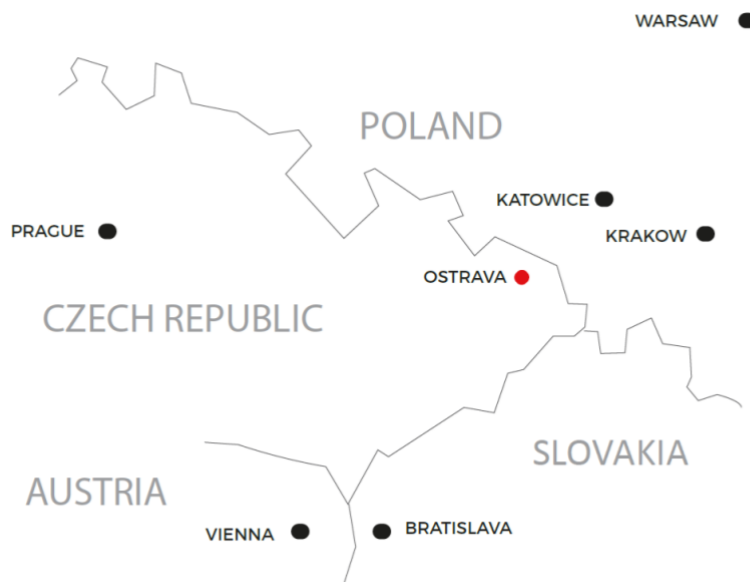 WARSAW
POLAND
KATOWICE
PRAGUE
KRAKOW
OSTRAVA
CZECH REPUBLIC
SLOVAKIA
AUSTRIA
VIENNA
BRATISLAVA